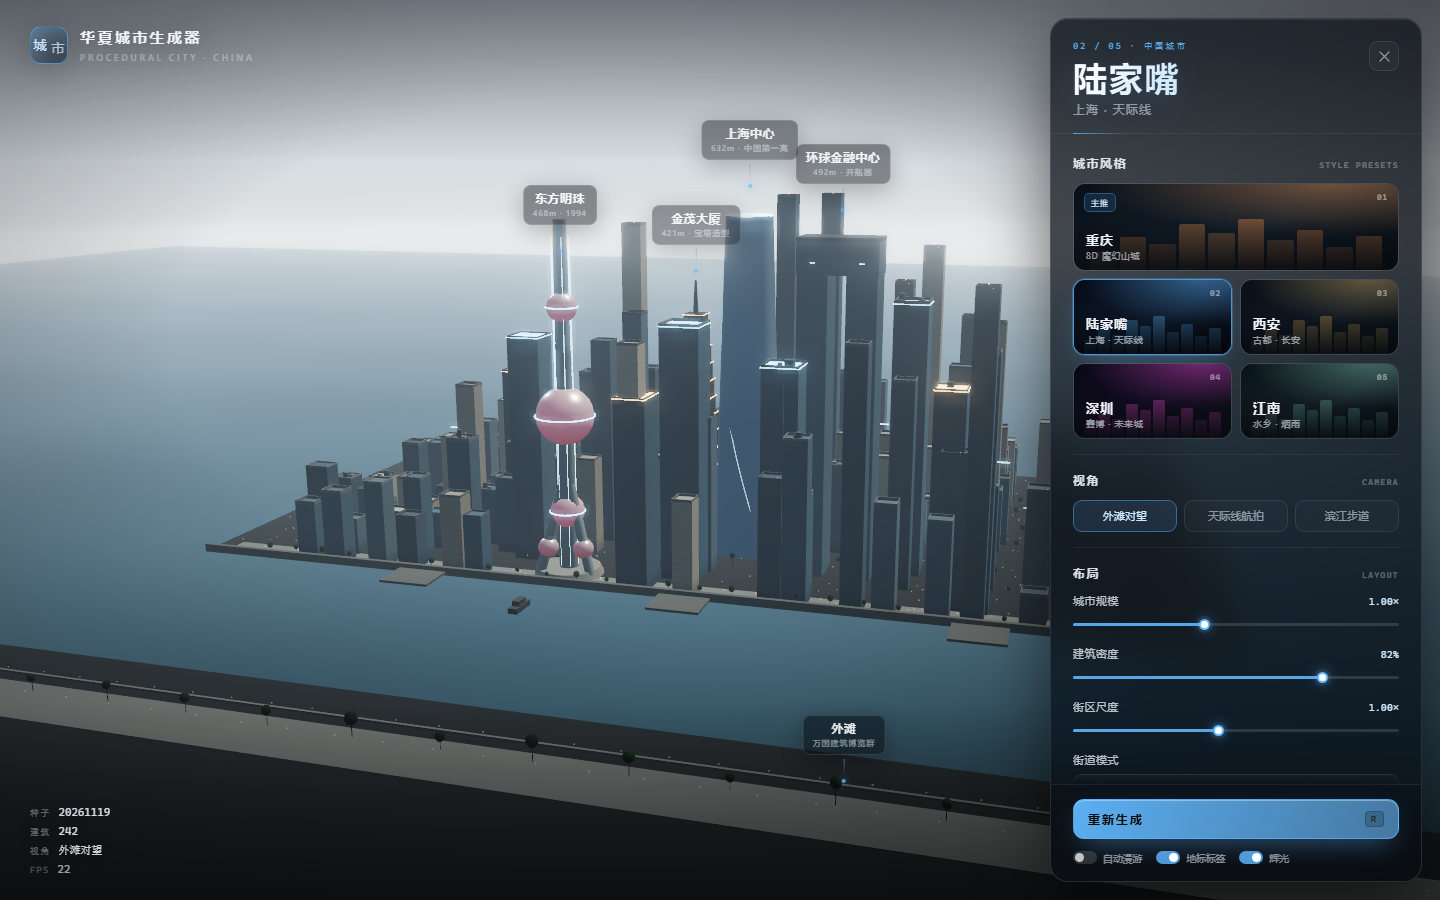 城市
华夏城市生成器
PROCEDURAL CITY · CHINA
上海中心
632m · 中国第一高
环球金融中心
492m · 开瓶器
东方明珠
468m · 1994
金茂大厦
421m · 宝塔造型
外滩
万国建筑博览群
种子 20261119
建筑 242
视角 外滩对望
FPS 22
02 / 05 · 中国城市
陆家嘴
上海 · 天际线
城市风格 STYLE PRESETS
主推 01
重庆
8D 魔幻山城
02
陆家嘴
上海 · 天际线
03
西安
古都 · 长安
04
深圳
赛博 · 未来城
05
江南
水乡 · 烟雨
视角 CAMERA
外滩对望 天际线航拍 滨江步道
布局 LAYOUT
城市规模 1.00×
建筑密度 82%
街区尺度 1.00×
街道模式
重新生成 R
自动漫游 地标标签 辉光